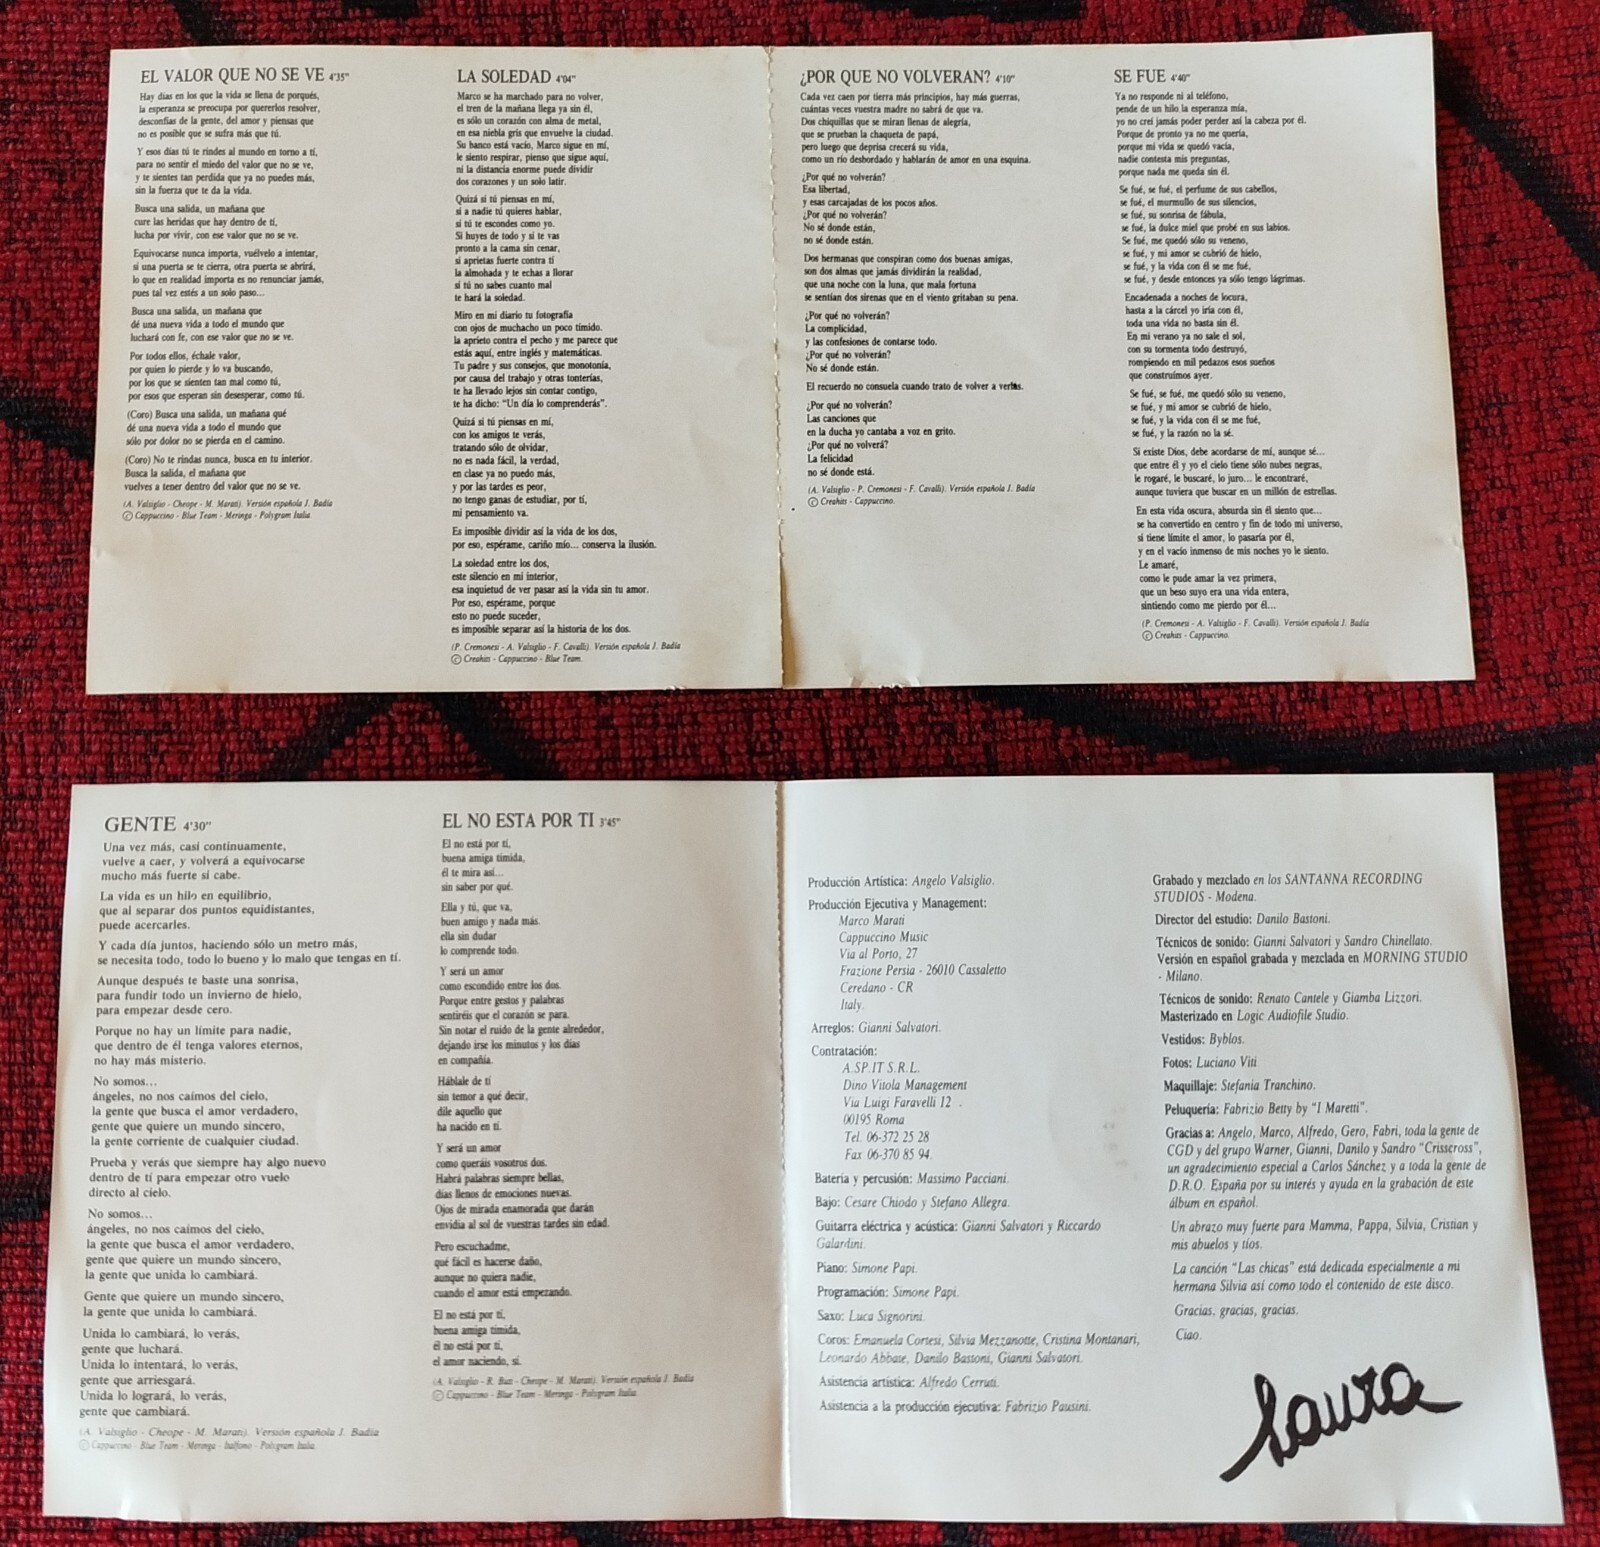 EL VALOR QUE NO SE VE 4'35"
Hay días en los que la vida se llena de porqués,
la esperanza se preocupa por quererlos resolver,
desconfías de la gente, del amor y piensas que
no es posible que se sufra más que tú.
Y esos días tú te rindes al mundo en torno a tí,
para no sentir el miedo del valor que no se ve,
y te sientes tan perdida que ya no puedes más,
sin la fuerza que te da la vida.
Busca una salida, un mañana que
cure las heridas que hay dentro de tí,
lucha por vivir, con ese valor que no se ve.
Equivocarse nunca importa, vuélvelo a intentar,
si una puerta se te cierra, otra puerta se abrirá,
lo que en realidad importa es no renunciar jamás,
pues tal vez estés a un solo paso...
Busca una salida, un mañana que
dé una nueva vida a todo el mundo que
luchará con fe, con ese valor que no se ve.
Por todos ellos, échale valor,
por quien lo pierde y lo va buscando,
por los que se sienten tan mal como tú,
por esos que esperan sin desesperar, como tú.
(Coro) Busca una salida, un mañana qué
dé una nueva vida a todo el mundo que
sólo por dolor no se pierda en el camino.
(Coro) No te rindas nunca, busca en tu interior.
Busca la salida, el mañana que
vuelves a tener dentro del valor que no se ve.
(A. Valsiglio - Cheope - M. Marati). Versión española J. Badía
Ⓒ Cappuccino - Blue Team - Meringa - Polygram Italia.
LA SOLEDAD 4'04"
Marco se ha marchado para no volver,
el tren de la mañana llega ya sin él,
es sólo un corazón con alma de metal,
en esa niebla gris que envuelve la ciudad.
Su banco está vacío, Marco sigue en mí,
le siento respirar, pienso que sigue aquí,
ni la distancia enorme puede dividir
dos corazones y un solo latir.
Quizá si tú piensas en mí,
si a nadie tú quieres hablar,
si tú te escondes como yo.
Si huyes de todo y si te vas
pronto a la cama sin cenar,
si aprietas fuerte contra tí
la almohada y te echas a llorar
si tú no sabes cuanto mal
te hará la soledad.
Miro en mi diario tu fotografía
con ojos de muchacho un poco tímido.
la aprieto contra el pecho y me parece que
estás aquí, entre inglés y matemáticas.
Tu padre y sus consejos, que monotonía,
por causa del trabajo y otras tonterías,
te ha llevado lejos sin contar contigo,
te ha dicho: "Un día lo comprenderás".
Quizá si tú piensas en mí,
con los amigos te verás,
tratando sólo de olvidar,
no es nada fácil, la verdad,
en clase ya no puedo más,
y por las tardes es peor,
no tengo ganas de estudiar, por tí,
mi pensamiento va.
Es imposible dividir así la vida de los dos,
por eso, espérame, cariño mío... conserva la ilusión.
La soledad entre los dos,
este silencio en mi interior,
esa inquietud de ver pasar así la vida sin tu amor.
Por eso, espérame, porque
esto no puede suceder,
es imposible separar así la historia de los dos.
(P. Cremonesi - A. Valsiglio - F. Cavalli). Versión española J. Badía
Ⓒ Creahits - Cappuccino - Blue Team.
¿POR QUE NO VOLVERAN? 4'10"
Cada vez caen por tierra más principios, hay más guerras,
cuántas veces vuestra madre no sabrá de que va.
Dos chiquillas que se miran llenas de alegría,
que se prueban la chaqueta de papá,
pero luego que deprisa crecerá su vida,
como un río desbordado y hablarán de amor en una esquina.
¿Por qué no volverán?
Esa libertad,
y esas carcajadas de los pocos años.
¿Por qué no volverán?
No sé donde están,
no sé donde están.
Dos hermanas que conspiran como dos buenas amigas,
son dos almas que jamás dividirán la realidad,
que una noche con la luna, que mala fortuna
se sentían dos sirenas que en el viento gritaban su pena.
¿Por qué no volverán?
La complicidad,
y las confesiones de contarse todo.
¿Por qué no volverán?
No sé donde están.
El recuerdo no consuela cuando trato de volver a verlas.
¿Por qué no volverán?
Las canciones que
en la ducha yo cantaba a voz en grito.
¿Por qué no volverá?
La felicidad
no sé donde está.
(A. Valsiglio - P. Cremonesi - F. Cavalli). Versión española J. Badía
Ⓒ Creahits - Cappuccino.
SE FUE 4'40"
Ya no responde ni al teléfono,
pende de un hilo la esperanza mía,
yo no creí jamás poder perder así la cabeza por él.
Porque de pronto ya no me quería,
porque mi vida se quedó vacía,
nadie contesta mis preguntas,
porque nada me queda sin él.
Se fué, se fué, el perfume de sus cabellos,
se fué, el murmullo de sus silencios,
se fué, su sonrisa de fábula,
se fué, la dulce miel que probé en sus labios.
Se fué, me quedó sólo su veneno,
se fué, y mi amor se cubrió de hielo,
se fué, y la vida con él se me fué,
se fué, y desde entonces ya sólo tengo lágrimas.
Encadenada a noches de locura,
hasta a la cárcel yo iría con él,
toda una vida no basta sin él.
En mi verano ya no sale el sol,
con su tormenta todo destruyó,
rompiendo en mil pedazos esos sueños
que construímos ayer.
Se fué, se fué, me quedó sólo su veneno,
se fué, y mi amor se cubrió de hielo,
se fué, y la vida con él se me fué,
se fué, y la razón no la sé.
Si existe Dios, debe acordarse de mí, aunque sé...
que entre él y yo el cielo tiene sólo nubes negras,
le rogaré, le buscaré, lo juro... le encontraré,
aunque tuviera que buscar en un millón de estrellas.
En esta vida oscura, absurda sin él siento que...
se ha convertido en centro y fin de todo mi universo,
si tiene límite el amor, lo pasaría por él,
y en el vacío inmenso de mis noches yo le siento.
Le amaré,
como le pude amar la vez primera,
que un beso suyo era una vida entera,
sintiendo como me pierdo por él...
(P. Cremonesi - A. Valsiglio - F. Cavalli). Versión española J. Badía
Ⓒ Creahits - Cappuccino.
GENTE 4'30"
Una vez más, casi continuamente,
vuelve a caer, y volverá a equivocarse
mucho más fuerte si cabe.
La vida es un hilo en equilibrio,
que al separar dos puntos equidistantes,
puede acercarles.
Y cada día juntos, haciendo sólo un metro más,
se necesita todo, todo lo bueno y lo malo que tengas en tí.
Aunque después te baste una sonrisa,
para fundir todo un invierno de hielo,
para empezar desde cero.
Porque no hay un límite para nadie,
que dentro de él tenga valores eternos,
no hay más misterio.
No somos...
ángeles, no nos caímos del cielo,
la gente que busca el amor verdadero,
gente que quiere un mundo sincero,
la gente corriente de cualquier ciudad.
Prueba y verás que siempre hay algo nuevo
dentro de tí para empezar otro vuelo
directo al cielo.
No somos...
ángeles, no nos caímos del cielo,
la gente que busca el amor verdadero,
gente que quiere un mundo sincero,
la gente que unida lo cambiará.
Gente que quiere un mundo sincero,
la gente que unida lo cambiará.
Unida lo cambiará, lo verás,
gente que luchará.
Unida lo intentará, lo verás,
gente que arriesgará.
Unida lo logrará, lo verás,
gente que cambiará.
(A. Valsiglio - Cheope - M. Marati). Versión española J. Badía
Ⓒ Cappuccino - Blue Team - Meringa - Italfono - Polygram Italia.
EL NO ESTA POR TI 3'45"
El no está por tí,
buena amiga tímida,
él te mira así...
sin saber por qué.
Ella y tú, que va,
buen amigo y nada más.
ella sin dudar
lo comprende todo.
Y será un amor
como escondido entre los dos.
Porque entre gestos y palabras
sentiréis que el corazón se para.
Sin notar el ruido de la gente alrededor,
dejando irse los minutos y los días
en compañía.
Háblale de tí
sin temor a qué decir,
dile aquello que
ha nacido en tí.
Y será un amor
como queráis vosotros dos.
Habrá palabras siempre bellas,
días llenos de emociones nuevas.
Ojos de mirada enamorada que darán
envidia al sol de vuestras tardes sin edad.
Pero escuchadme,
qué fácil es hacerse daño,
aunque no quiera nadie,
cuando el amor está empezando.
El no está por tí,
buena amiga tímida,
él no está por tí,
el amor naciendo, sí.
(A. Valsiglio - R. Buti - Cheope - M. Marati). Versión española J. Badía
Ⓒ Cappuccino - Blue Team - Meringa - Polygram Italia.
Producción Artística: Angelo Valsiglio.
Producción Ejecutiva y Management:
Marco Marati
Cappuccino Music
Via al Porto, 27
Frazione Persia - 26010 Cassaletto
Ceredano - CR
Italy.
Arreglos: Gianni Salvatori.
Contratación:
A.SP.IT S.R.L.
Dino Vitola Management
Via Luigi Faravelli 12
00195 Roma
Tel. 06-372 25 28
Fax 06-370 85 94.
Batería y percusión: Massimo Pacciani.
Bajo: Cesare Chiodo y Stefano Allegra.
Guitarra eléctrica y acústica: Gianni Salvatori y Riccardo
Galardini.
Piano: Simone Papi.
Programación: Simone Papi.
Saxo: Luca Signorini.
Coros: Emanuela Cortesi, Silvia Mezzanotte, Cristina Montanari,
Leonardo Abbate, Danilo Bastoni, Gianni Salvatori.
Asistencia artística: Alfredo Cerruti.
Asistencia a la producción ejecutiva: Fabrizio Pausini.
Grabado y mezclado en los SANTANNA RECORDING
STUDIOS - Modena.
Director del estudio: Danilo Bastoni.
Técnicos de sonido: Gianni Salvatori y Sandro Chinellato.
Versión en español grabada y mezclada en MORNING STUDIO
- Milano.
Técnicos de sonido: Renato Cantele y Giamba Lizzori.
Masterizado en Logic Audiofile Studio.
Vestidos: Byblos.
Fotos: Luciano Viti
Maquillaje: Stefania Tranchino.
Peluquería: Fabrizio Betty by "I Maretti".
Gracias a: Angelo, Marco, Alfredo, Gero, Fabri, toda la gente de
CGD y del grupo Warner, Gianni, Danilo y Sandro "Crisscross",
un agradecimiento especial a Carlos Sánchez y a toda la gente de
D.R.O. España por su interés y ayuda en la grabación de este
álbum en español.
Un abrazo muy fuerte para Mamma, Pappa, Silvia, Cristian y
mis abuelos y tíos.
La canción "Las chicas" está dedicada especialmente a mi
hermana Silvia así como todo el contenido de este disco.
Gracias, gracias, gracias.
Ciao.
Laura